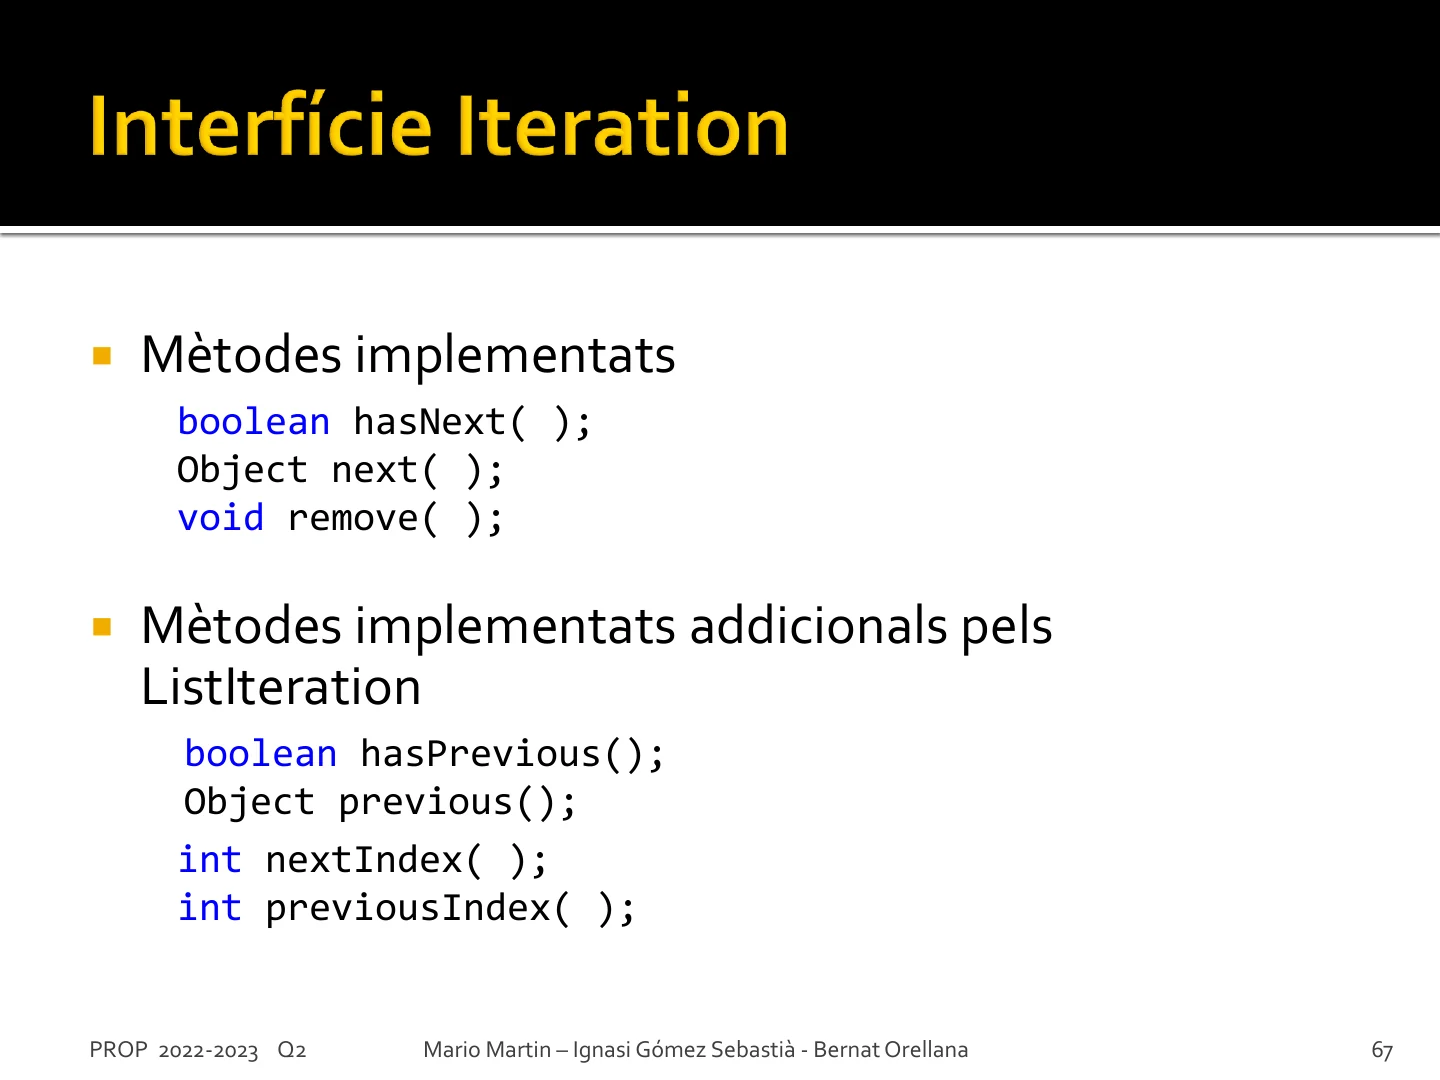 Interfície Iteration
Mètodes implementats
boolean hasNext( );
Object next( );
void remove( );
Mètodes implementats addicionals pels
ListIteration
boolean hasPrevious();
Object previous();
int nextIndex( );
int previousIndex( );
PROP 2022-2023 Q2 Mario Martin – Ignasi Gómez Sebastià - Bernat Orellana 67